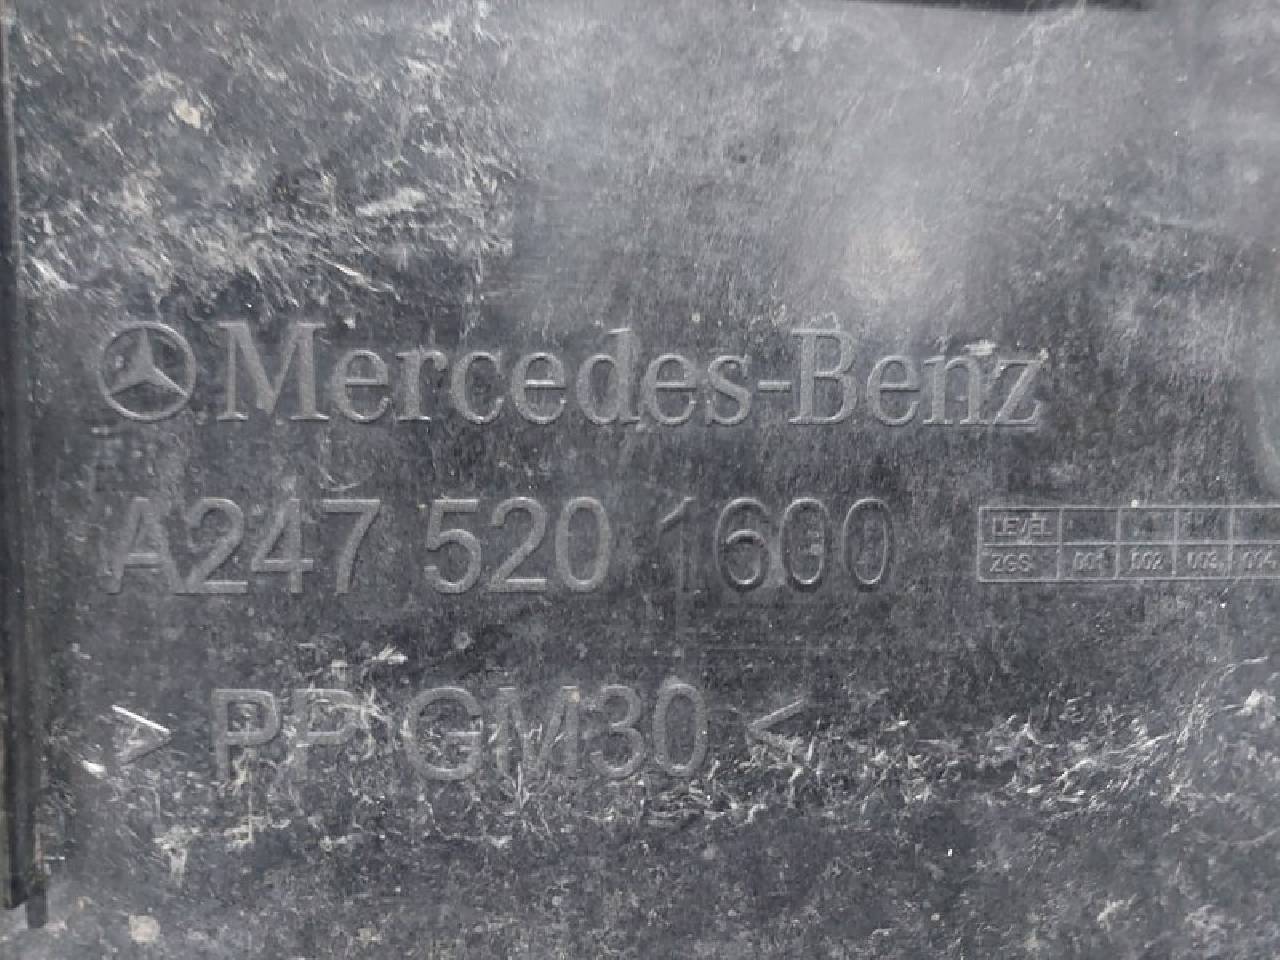 Mercedes-Benz
A247 520 1600
LEVEL
ZGS 001 002 003 004
> PP GM30 <